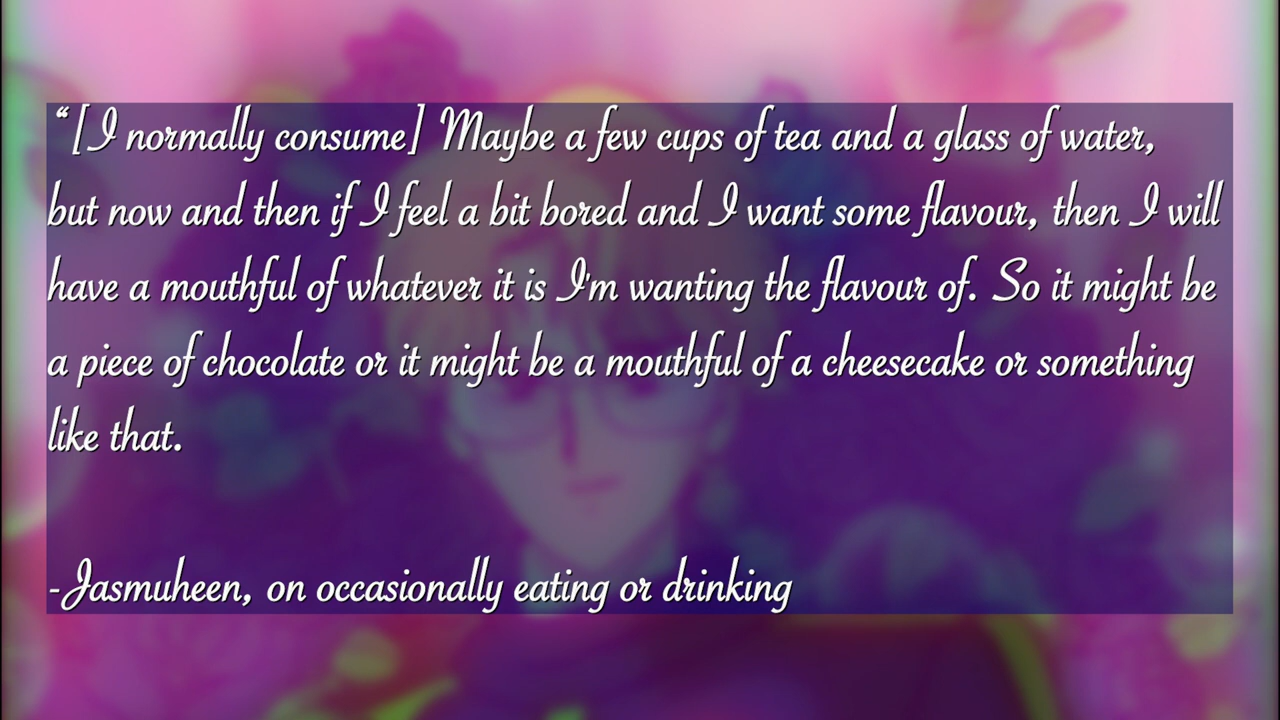 “[I normally consume] Maybe a few cups of tea and a glass of water,
but now and then if I feel a bit bored and I want some flavour, then I will
have a mouthful of whatever it is I'm wanting the flavour of. So it might be
a piece of chocolate or it might be a mouthful of a cheesecake or something
like that.
-Jasmuheen, on occasionally eating or drinking